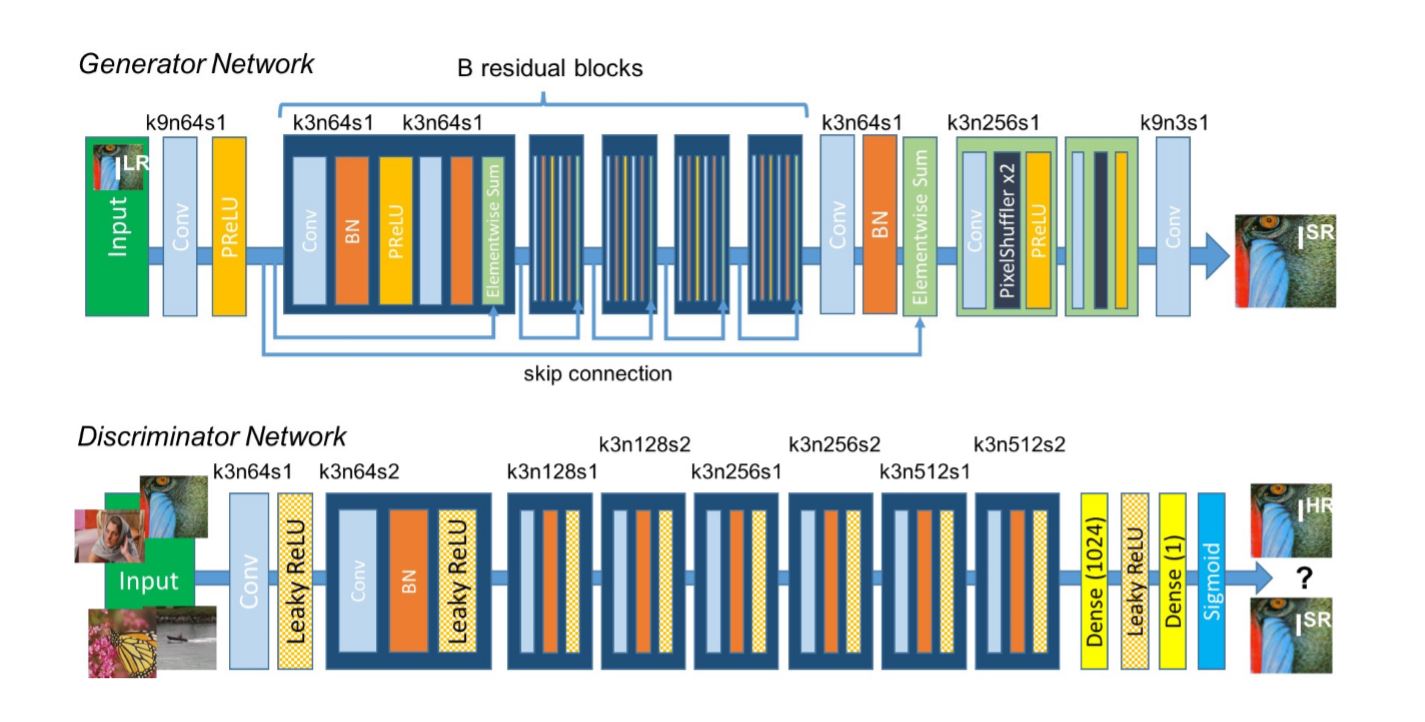 Generator Network
B residual blocks
k9n64s1
k3n64s1
k3n64s1
k3n64s1
k3n256s1
k9n3s1
I^LR
Input
Conv
PReLU
Conv
BN
PReLU
Elementwise Sum
Conv
BN
Elementwise Sum
Conv
PixelShuffler x2
PReLU
Conv
I^SR
skip connection
Discriminator Network
k3n64s1
k3n64s2
k3n128s1
k3n128s2
k3n256s1
k3n256s2
k3n512s1
k3n512s2
Input
Conv
Leaky ReLU
Conv
BN
Leaky ReLU
Dense (1024)
Leaky ReLU
Dense (1)
Sigmoid
I^HR
?
I^SR